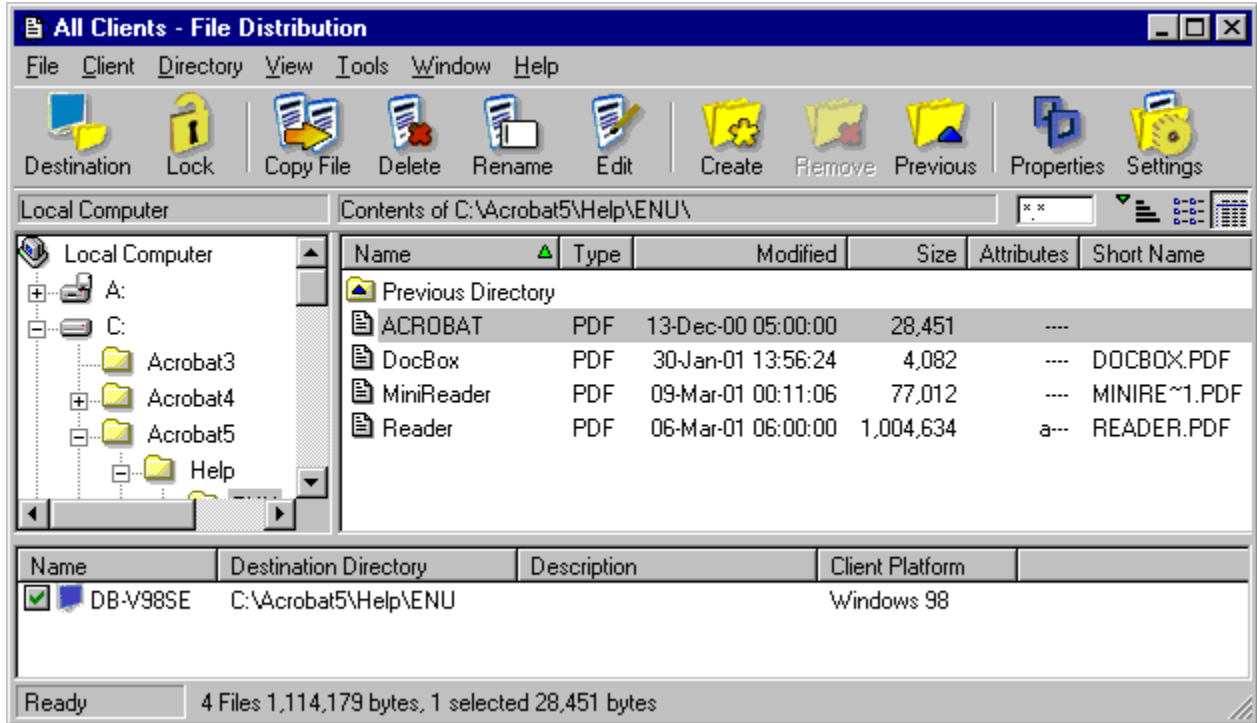 All Clients - File Distribution
File Client Directory View Tools Window Help
Destination Lock Copy File Delete Rename Edit Create Remove Previous Properties Settings
Local Computer Contents of C:\Acrobat5\Help\ENU\ *.*
Local Computer
A:
C:
Acrobat3
Acrobat4
Acrobat5
Help
Name Type Modified Size Attributes Short Name
Previous Directory
ACROBAT PDF 13-Dec-00 05:00:00 28,451 ----
DocBox PDF 30-Jan-01 13:56:24 4,082 ---- DOCBOX.PDF
MiniReader PDF 09-Mar-01 00:11:06 77,012 ---- MINIRE~1.PDF
Reader PDF 06-Mar-01 06:00:00 1,004,634 a--- READER.PDF
Name Destination Directory Description Client Platform
DB-V98SE C:\Acrobat5\Help\ENU Windows 98
Ready 4 Files 1,114,179 bytes, 1 selected 28,451 bytes